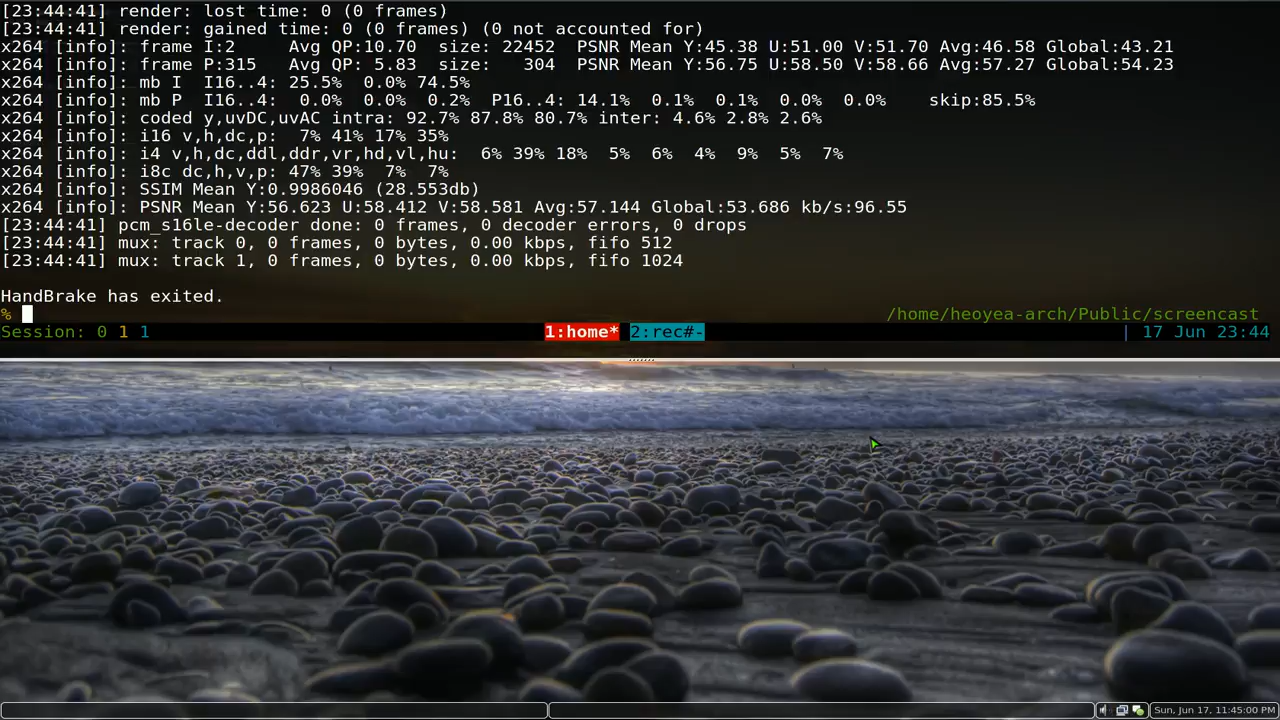 [23:44:41] render: lost time: 0 (0 frames)
[23:44:41] render: gained time: 0 (0 frames) (0 not accounted for)
x264 [info]: frame I:2     Avg QP:10.70  size: 22452  PSNR Mean Y:45.38 U:51.00 V:51.70 Avg:46.58 Global:43.21
x264 [info]: frame P:315   Avg QP: 5.83  size:   304  PSNR Mean Y:56.75 U:58.50 V:58.66 Avg:57.27 Global:54.23
x264 [info]: mb I  I16..4: 25.5%  0.0% 74.5%
x264 [info]: mb P  I16..4:  0.0%  0.0%  0.2%  P16..4: 14.1%  0.1%  0.1%  0.0%  0.0%    skip:85.5%
x264 [info]: coded y,uvDC,uvAC intra: 92.7% 87.8% 80.7% inter: 4.6% 2.8% 2.6%
x264 [info]: i16 v,h,dc,p:  7% 41% 17% 35%
x264 [info]: i4 v,h,dc,ddl,ddr,vr,hd,vl,hu:  6% 39% 18%  5%  6%  4%  9%  5%  7%
x264 [info]: i8c dc,h,v,p: 47% 39%  7%  7%
x264 [info]: SSIM Mean Y:0.9986046 (28.553db)
x264 [info]: PSNR Mean Y:56.623 U:58.412 V:58.581 Avg:57.144 Global:53.686 kb/s:96.55
[23:44:41] pcm_s16le-decoder done: 0 frames, 0 decoder errors, 0 drops
[23:44:41] mux: track 0, 0 frames, 0 bytes, 0.00 kbps, fifo 512
[23:44:41] mux: track 1, 0 frames, 0 bytes, 0.00 kbps, fifo 1024
HandBrake has exited.
% /home/heoyea-arch/Public/screencast
Session: 0 1 1 1:home* 2:rec#- | 17 Jun 23:44
Sun, Jun 17, 11:45:00 PM